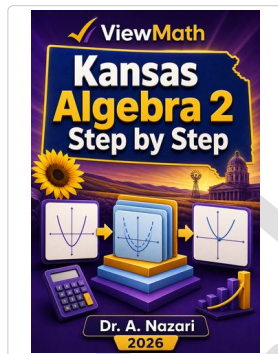 ViewMath
Kansas
Algebra 2
Step by Step
Dr. A. Nazari
2026